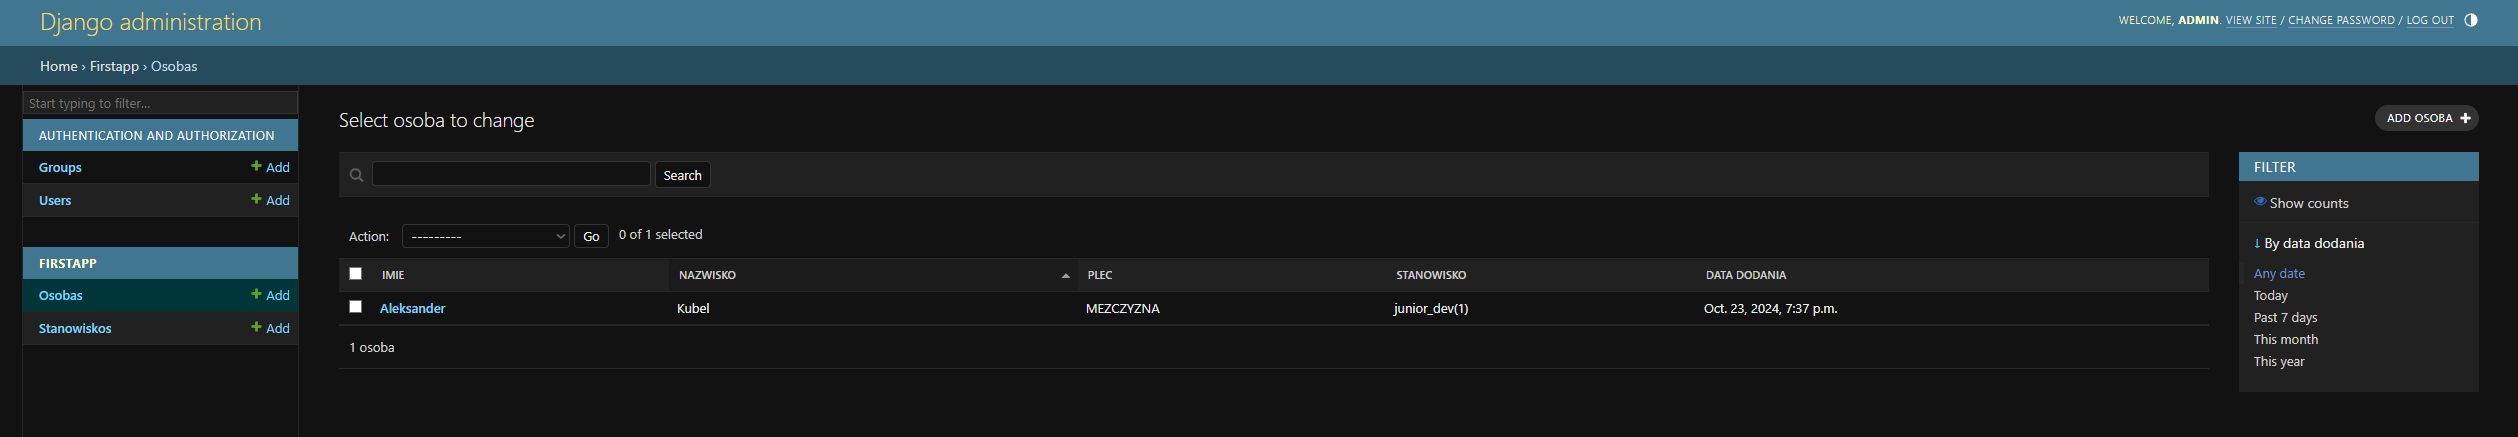 Django administration
WELCOME, ADMIN. VIEW SITE / CHANGE PASSWORD / LOG OUT
Home › Firstapp › Osobas
Start typing to filter...
AUTHENTICATION AND AUTHORIZATION
Groups + Add
Users + Add
FIRSTAPP
Osobas + Add
Stanowiskos + Add
Select osoba to change
ADD OSOBA +
Search
Action: --------- Go 0 of 1 selected
IMIE NAZWISKO PLEC STANOWISKO DATA DODANIA
Aleksander Kubel MEZCZYZNA junior_dev(1) Oct. 23, 2024, 7:37 p.m.
1 osoba
FILTER
Show counts
↓ By data dodania
Any date
Today
Past 7 days
This month
This year